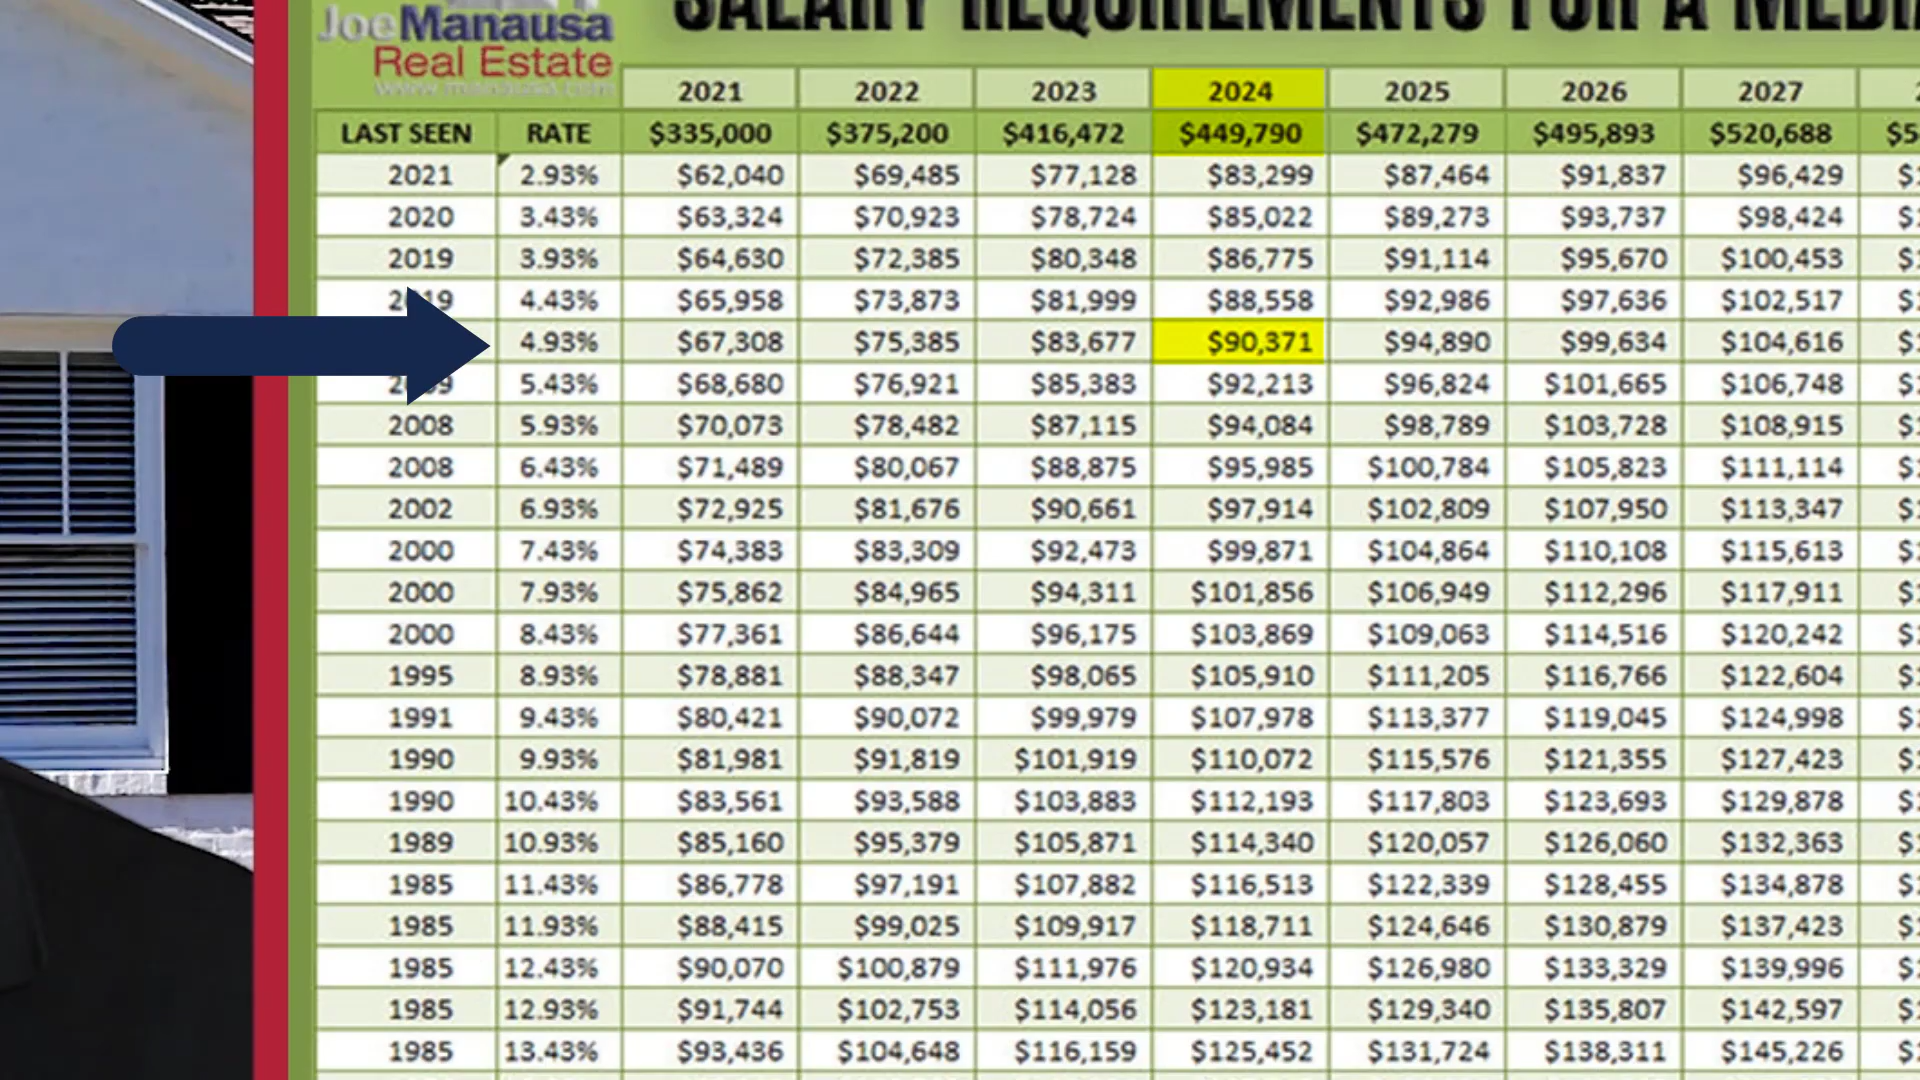 JoeManausa
Real Estate
www.manausa.com
SALARY REQUIREMENTS FOR A
2021 2022 2023 2024 2025 2026 2027
LAST SEEN RATE $335,000 $375,200 $416,472 $449,790 $472,279 $495,893 $520,688
2021 2.93% $62,040 $69,485 $77,128 $83,299 $87,464 $91,837 $96,429
2020 3.43% $63,324 $70,923 $78,724 $85,022 $89,273 $93,737 $98,424
2019 3.93% $64,630 $72,385 $80,348 $86,775 $91,114 $95,670 $100,453
4.43% $65,958 $73,873 $81,999 $88,558 $92,986 $97,636 $102,517
4.93% $67,308 $75,385 $83,677 $90,371 $94,890 $99,634 $104,616
5.43% $68,680 $76,921 $85,383 $92,213 $96,824 $101,665 $106,748
2008 5.93% $70,073 $78,482 $87,115 $94,084 $98,789 $103,728 $108,915
2008 6.43% $71,489 $80,067 $88,875 $95,985 $100,784 $105,823 $111,114
2002 6.93% $72,925 $81,676 $90,661 $97,914 $102,809 $107,950 $113,347
2000 7.43% $74,383 $83,309 $92,473 $99,871 $104,864 $110,108 $115,613
2000 7.93% $75,862 $84,965 $94,311 $101,856 $106,949 $112,296 $117,911
2000 8.43% $77,361 $86,644 $96,175 $103,869 $109,063 $114,516 $120,242
1995 8.93% $78,881 $88,347 $98,065 $105,910 $111,205 $116,766 $122,604
1991 9.43% $80,421 $90,072 $99,979 $107,978 $113,377 $119,045 $124,998
1990 9.93% $81,981 $91,819 $101,919 $110,072 $115,576 $121,355 $127,423
1990 10.43% $83,561 $93,588 $103,883 $112,193 $117,803 $123,693 $129,878
1989 10.93% $85,160 $95,379 $105,871 $114,340 $120,057 $126,060 $132,363
1985 11.43% $86,778 $97,191 $107,882 $116,513 $122,339 $128,455 $134,878
1985 11.93% $88,415 $99,025 $109,917 $118,711 $124,646 $130,879 $137,423
1985 12.43% $90,070 $100,879 $111,976 $120,934 $126,980 $133,329 $139,996
1985 12.93% $91,744 $102,753 $114,056 $123,181 $129,340 $135,807 $142,597
1985 13.43% $93,436 $104,648 $116,159 $125,452 $131,724 $138,311 $145,226